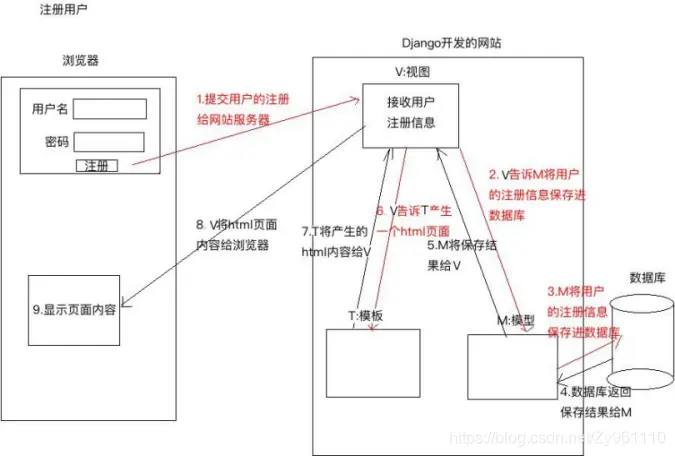 注册用户
浏览器
用户名
密码
注册
9.显示页面内容
1.提交用户的注册
给网站服务器
8. V将html页面
内容给浏览器
Django开发的网站
V:视图
接收用户
注册信息
2. V告诉M将用户
的注册信息保存进
数据库
6. V告诉T产生
一个html页面
7.T将产生的
html内容给V
5.M将保存结
果给V
T:模板
M:模型
数据库
3.M将用户
的注册信息
保存进数据库
4.数据库返回
保存结果给M
https://blog.csdn.net/Zy961110